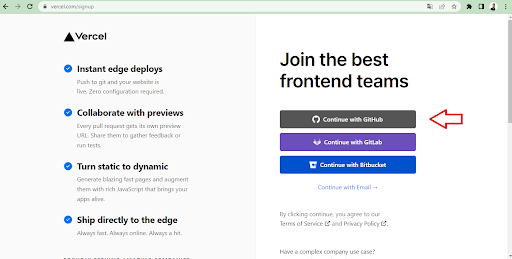 vercel.com/signup
Vercel
Instant edge deploys
Push to git and your website is
live. Zero configuration required.
Collaborate with previews
Every pull request gets its own preview
URL. Share them to gather feedback or
run tests.
Turn static to dynamic
Generate blazing fast pages and augment
them with rich JavaScript that brings your
apps alive.
Ship directly to the edge
Always fast. Always online. Always a hit.
Join the best
frontend teams
Continue with GitHub
Continue with GitLab
Continue with Bitbucket
Continue with Email →
By clicking continue, you agree to our
Terms of Service and Privacy Policy.
Have a complex company use case?